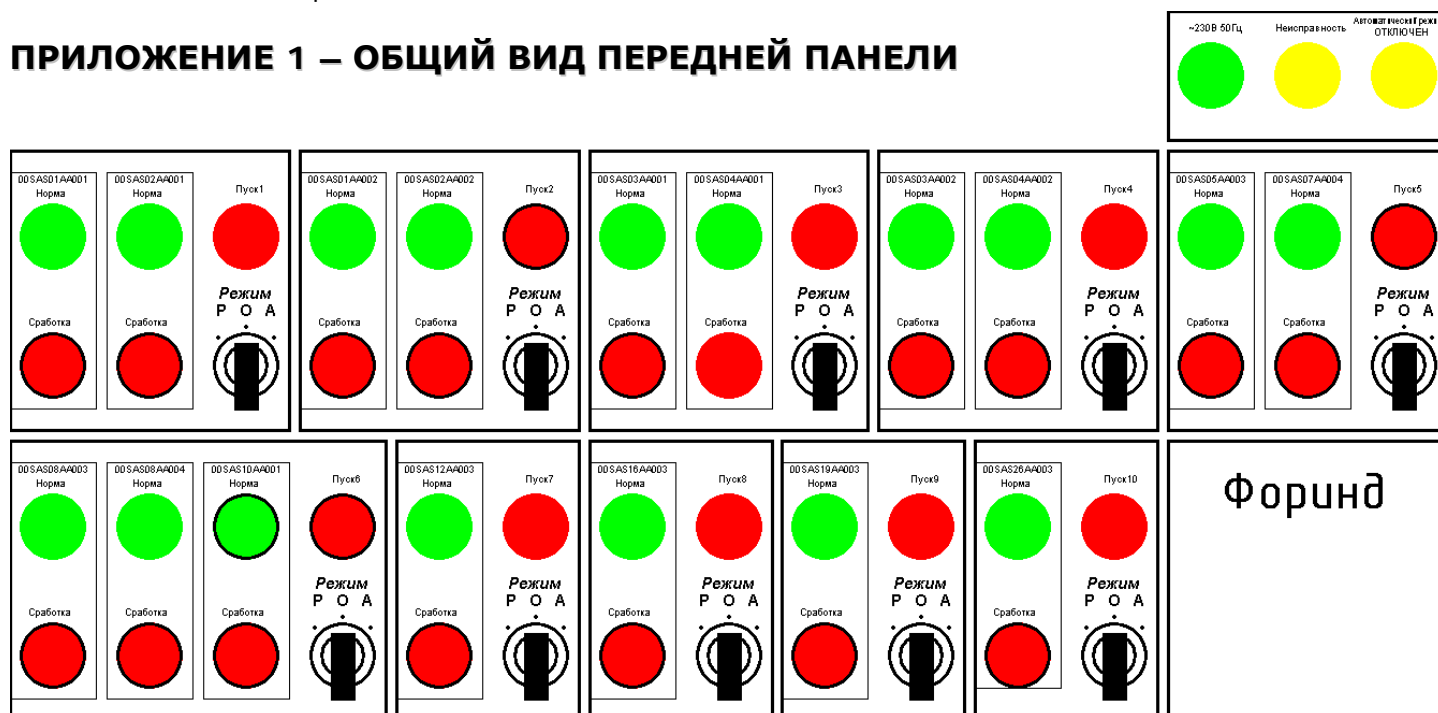 ПРИЛОЖЕНИЕ 1 – ОБЩИЙ ВИД ПЕРЕДНЕЙ ПАНЕЛИ
~230В 50Гц
Неисправность
Автоматический режи
ОТКЛЮЧЕН
00SAS01AA001
Норма
Сработка
00SAS02AA001
Норма
Сработка
Пуск1
Режим
Р О А
00SAS01AA002
Норма
Сработка
00SAS02AA002
Норма
Сработка
Пуск2
Режим
Р О А
00SAS03AA001
Норма
Сработка
00SAS04AA001
Норма
Сработка
Пуск3
Режим
Р О А
00SAS03AA002
Норма
Сработка
00SAS04AA002
Норма
Сработка
Пуск4
Режим
Р О А
00SAS05AA003
Норма
Сработка
00SAS07AA004
Норма
Сработка
Пуск5
Режим
Р О А
00SAS08AA003
Норма
Сработка
00SAS08AA004
Норма
Сработка
00SAS10AA001
Норма
Сработка
Пуск6
Режим
Р О А
00SAS12AA003
Норма
Сработка
Пуск7
Режим
Р О А
00SAS16AA003
Норма
Сработка
Пуск8
Режим
Р О А
00SAS19AA003
Норма
Сработка
Пуск9
Режим
Р О А
00SAS26AA003
Норма
Сработка
Пуск10
Режим
Р О А
Форинд